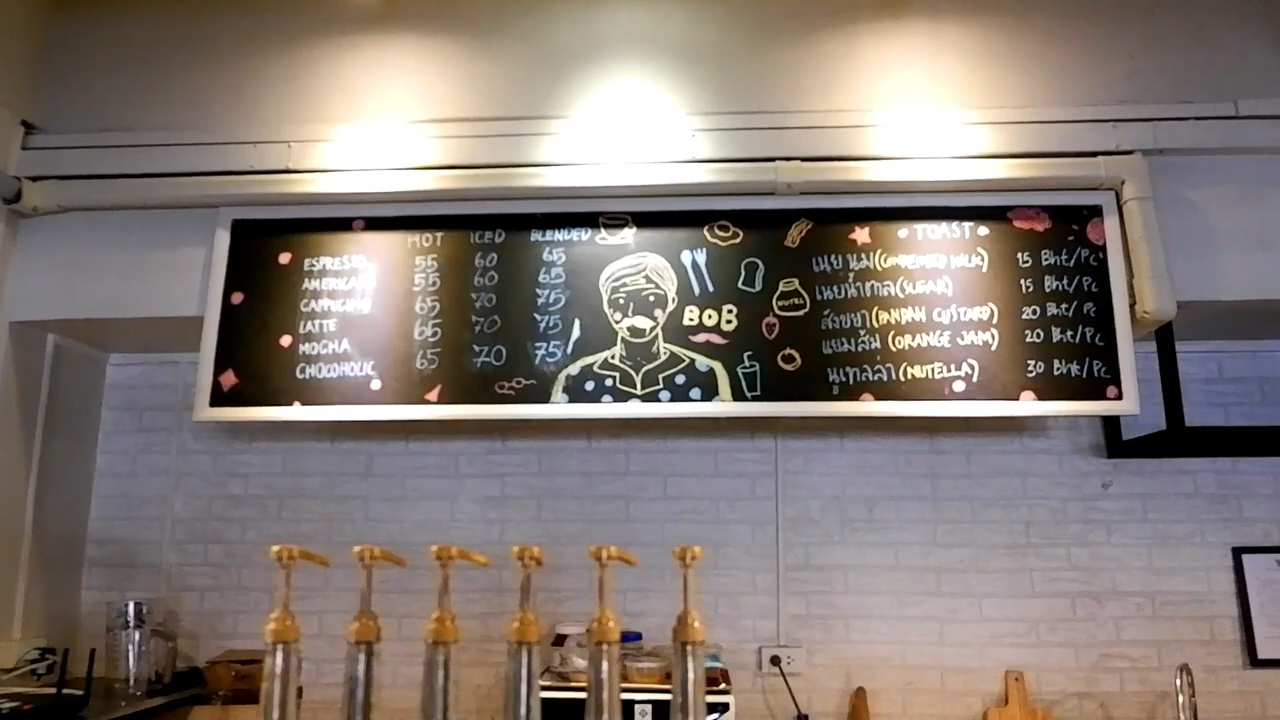 HOT ICED BLENDED
ESPRESSO 55 60 65
AMERICANO 55 60 65
CAPPUCINO 65 70 75
LATTE 65 70 75
MOCHA 65 70 75
CHOCOHOLIC
BOB
NUTEL
TOAST
เนย นม (CONDENSED MILK) 15 Bht/Pc
เนยน้ำตาล (SUGAR) 15 Bht/Pc
สังขยา (PANDAN CUSTARD) 20 Bht/Pc
แยมส้ม (ORANGE JAM) 20 Bht/Pc
นูเทลล่า (NUTELLA) 30 Bht/Pc